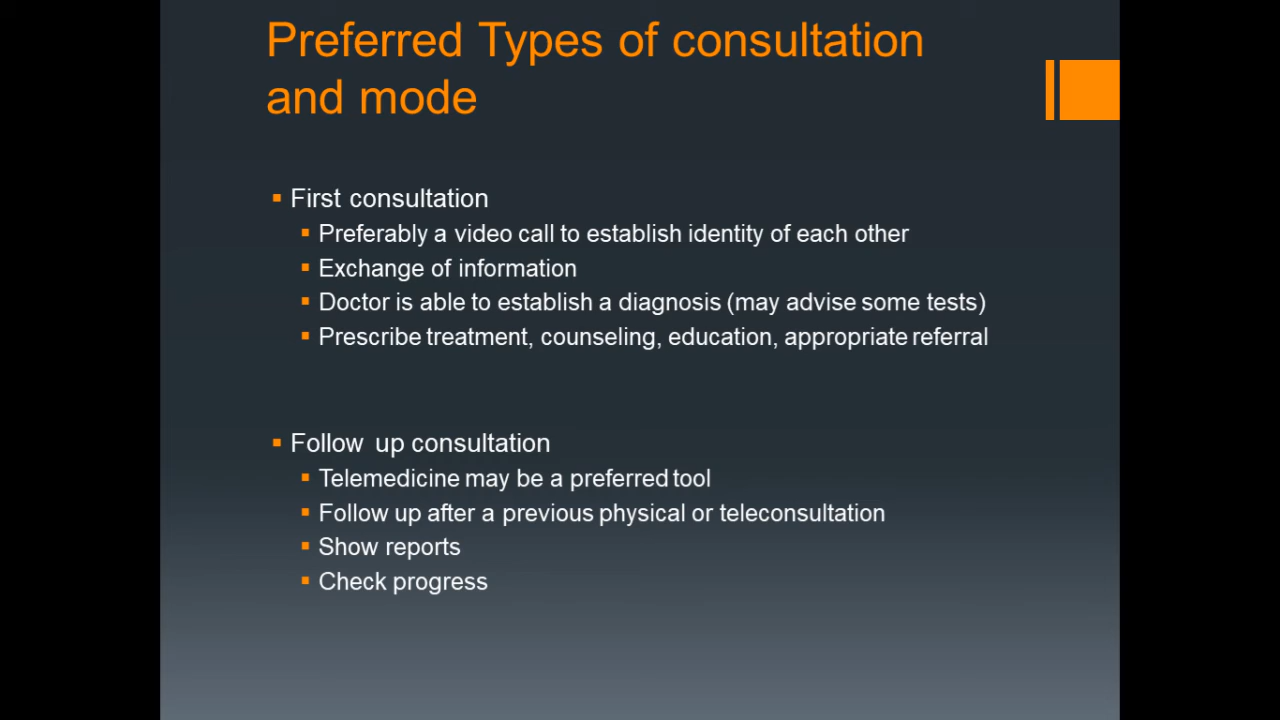 Preferred Types of consultation
and mode
First consultation
Preferably a video call to establish identity of each other
Exchange of information
Doctor is able to establish a diagnosis (may advise some tests)
Prescribe treatment, counseling, education, appropriate referral
Follow up consultation
Telemedicine may be a preferred tool
Follow up after a previous physical or teleconsultation
Show reports
Check progress